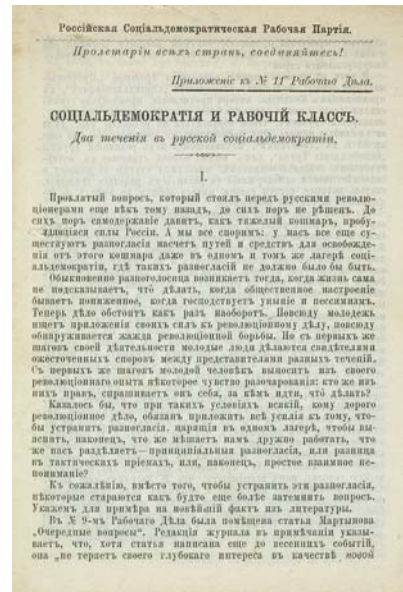 Россійская Соціальдемократическая Рабочая Партія.
Пролетаріи всѣхъ странъ, соединяйтесь!
Приложеніе къ № 11 Рабочаго Дѣла.
СОЦІАЛЬДЕМОКРАТІЯ И РАБОЧІЙ КЛАССЪ.
Два теченія въ русской соціальдемократіи.
I.
Проклятый вопросъ, который стоялъ передъ русскими револю-
ціонерами еще вѣкъ тому назадъ, до сихъ поръ не рѣшенъ. До
сихъ поръ самодержавіе давитъ, какъ тяжелый кошмаръ, пробу-
ждающіяся силы Россіи. А мы все споримъ: у насъ все еще су-
ществуютъ разногласія насчетъ путей и средствъ для освобожде-
нія отъ этого кошмара даже въ одномъ и томъ же лагерѣ соці-
альдемократіи, гдѣ такихъ разногласій не должно было бы быть.
Обыкновенно разноголосица возникаетъ тогда, когда жизнь сама
не подсказываетъ, что́ дѣлать, когда общественное настроеніе
бываетъ пониженное, когда господствуетъ уныніе и пессимизмъ.
Теперь дѣло обстоитъ какъ разъ наоборотъ. Повсюду молодежь
ищетъ приложенія своихъ силъ къ революціонному дѣлу, повсюду
обнаруживается жажда революціонной борьбы. Но съ первыхъ же
шаговъ своей дѣятельности молодые люди дѣлаются свидѣтелями
ожесточенныхъ споровъ между представителями разныхъ теченій.
Съ первыхъ же шаговъ молодой человѣкъ выноситъ изъ своего
революціоннаго опыта нѣкоторое чувство разочарованія: кто же изъ
нихъ правъ, спрашиваетъ онъ себя, за кѣмъ идти, что́ дѣлать?
Казалось бы, что при такихъ условіяхъ всякій, кому дорого
революціонное дѣло, обязанъ приложить всѣ усилія къ тому, что-
бы устранить разногласія, царящія въ одномъ лагерѣ, чтобы вы-
яснить, наконецъ, что же мѣшаетъ намъ дружно работать, что
же насъ раздѣляетъ — принципіальныя разногласія, или разница
въ тактическихъ пріемахъ, или, наконецъ, простое взаимное не-
пониманіе?
Къ сожалѣнію, вмѣсто того, чтобы устранить эти разногласія,
нѣкоторые стараются какъ будто еще болѣе затемнить вопросъ.
Укажемъ для примѣра на новѣйшій фактъ изъ литературы.
Въ № 9-мъ Рабочаго Дѣла была помѣщена статья Мартынова
„Очередные вопросы“. Редакція журнала въ примѣчаніи указы-
ваетъ, что, хотя статья написана еще до весеннихъ событій,
она „не теряетъ своего глубокаго интереса въ качествѣ новой